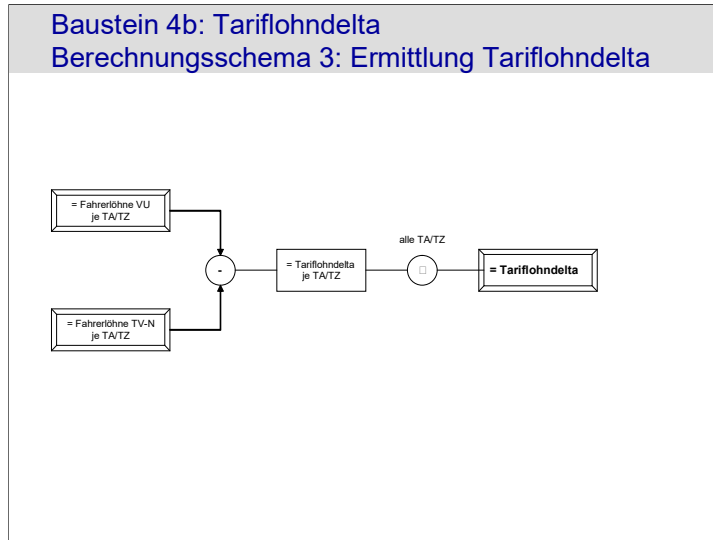 Baustein 4b: Tariflohndelta
Berechnungsschema 3: Ermittlung Tariflohndelta
= Fahrerlöhne VU
je TA/TZ
alle TA/TZ
-
= Tariflohndelta
je TA/TZ
= Tariflohndelta
= Fahrerlöhne TV-N
je TA/TZ